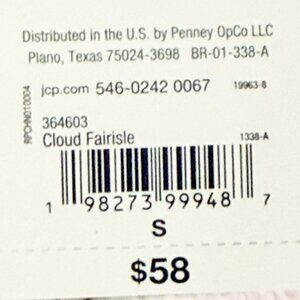 Distributed in the U.S. by Penney OpCo LLC
Plano, Texas 75024-3698 BR-01-338-A
jcp.com 546-0242 0067 19963-8
RPCHN010004
364603
Cloud Fairisle 1338-A
1 98273 99948 7
S
$58